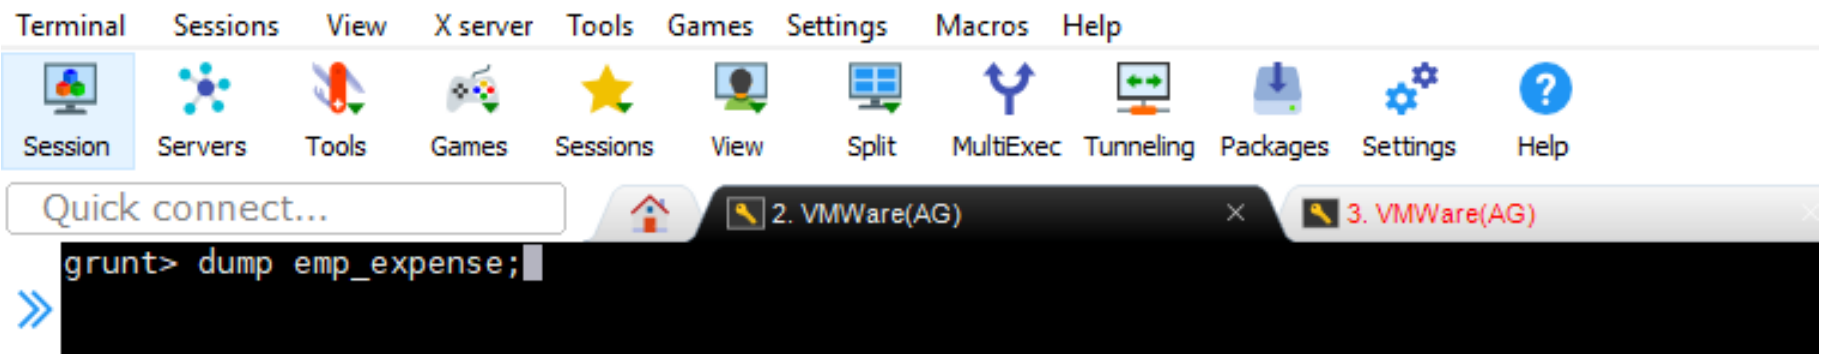 Terminal Sessions View X server Tools Games Settings Macros Help
Session Servers Tools Games Sessions View Split MultiExec Tunneling Packages Settings Help
Quick connect... 2. VMWare(AG) 3. VMWare(AG)
grunt> dump emp_expense;